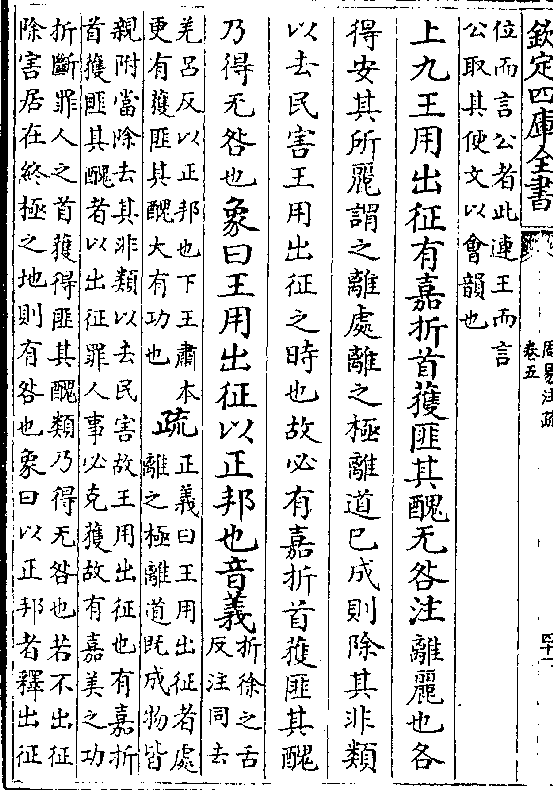 欽定四庫全書
周易注疏
卷五
位而言公者此連王而言
公取其便文以會韻也
上九王用出征有嘉折首獲匪其醜无咎注離麗也各
得安其所麗謂之離處離之極離道已成則除其非類
以去民害王用出征之時也故必有嘉折首獲匪其醜
乃得无咎也象曰王用出征以正邦也音義折徐之舌
反注同去
羌呂反以正邦也下王肅本
更有獲匪其醜大有功也
疏正義曰王用出征者處
離之極離道既成物皆
親附當除去其非類以去民害故王用出征也有嘉折
首獲匪其醜者以出征罪人事必克獲故有嘉美之功
折斷罪人之首獲得匪其醜類乃得无咎也若不出征
除害居在終極之地則有咎也象曰以正邦者釋出征